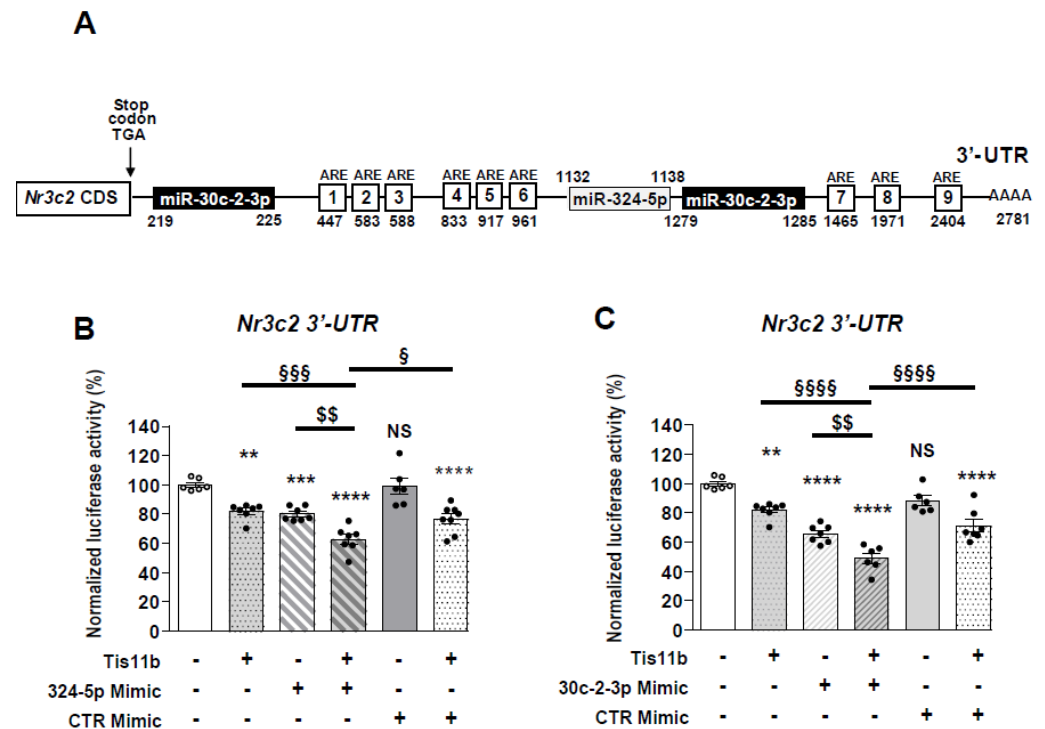 A
Stop
codon
TGA
3'-UTR
ARE ARE ARE ARE ARE ARE 1132 1138 ARE ARE ARE
Nr3c2 CDS miR-30c-2-3p 1 2 3 4 5 6 miR-324-5p miR-30c-2-3p 7 8 9 AAAA
219 225 447 583 588 833 917 961 1279 1285 1465 1971 2404 2781
B
Nr3c2 3'-UTR
§
§§§
$$
NS
** *** **** ****
Normalized luciferase activity (%)
140
120
100
80
60
40
20
0
Tis11b - + - + - +
324-5p Mimic - - + + - -
CTR Mimic - - - - + +
C
Nr3c2 3'-UTR
§§§§ §§§§
$$
NS
** **** **** ****
Normalized luciferase activity (%)
140
120
100
80
60
40
20
0
Tis11b - + - + - +
30c-2-3p Mimic - - + + - -
CTR Mimic - - - - + +